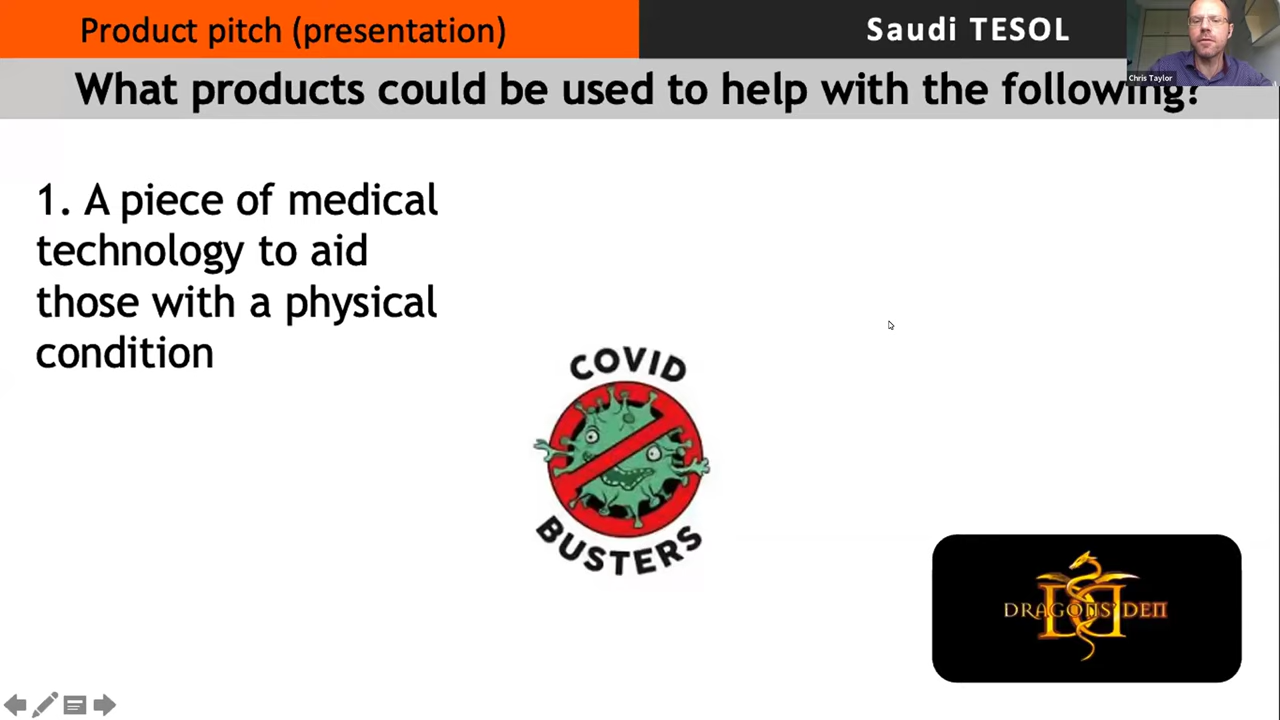 Product pitch (presentation)
Saudi TESOL
Chris Taylor
What products could be used to help with the following?
1. A piece of medical
technology to aid
those with a physical
condition
COVID
BUSTERS
DRAGONS' DEN